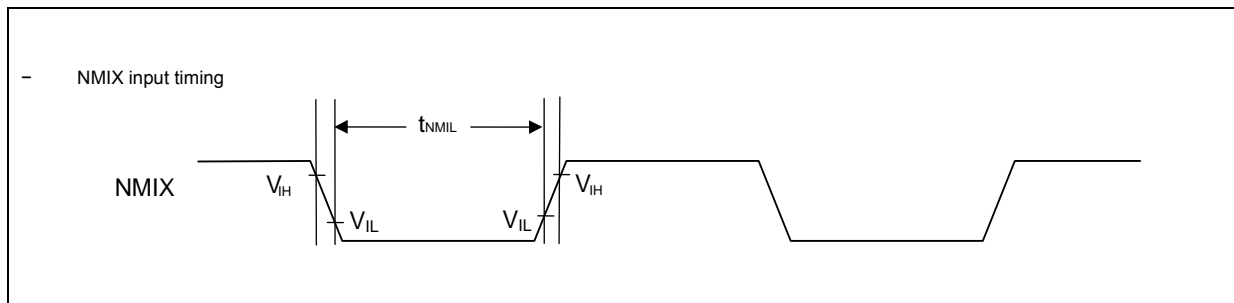 – NMIX input timing
tNMIL
NMIX
VIH
VIH
VIL
VIL